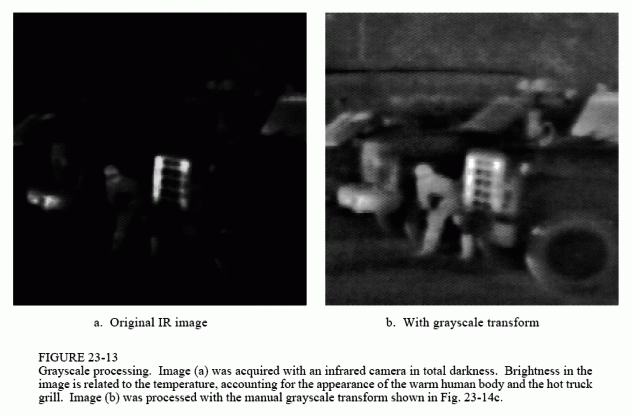 a. Original IR image
b. With grayscale transform
FIGURE 23-13
Grayscale processing. Image (a) was acquired with an infrared camera in total darkness. Brightness in the
image is related to the temperature, accounting for the appearance of the warm human body and the hot truck
grill. Image (b) was processed with the manual grayscale transform shown in Fig. 23-14c.